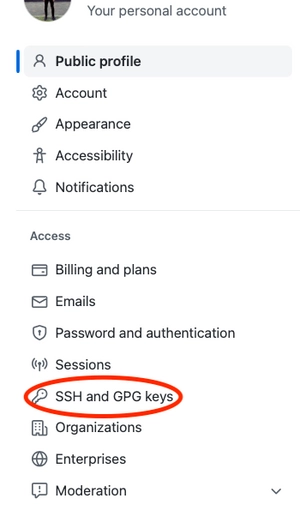 Your personal account
Public profile
Account
Appearance
Accessibility
Notifications
Access
Billing and plans
Emails
Password and authentication
Sessions
SSH and GPG keys
Organizations
Enterprises
Moderation